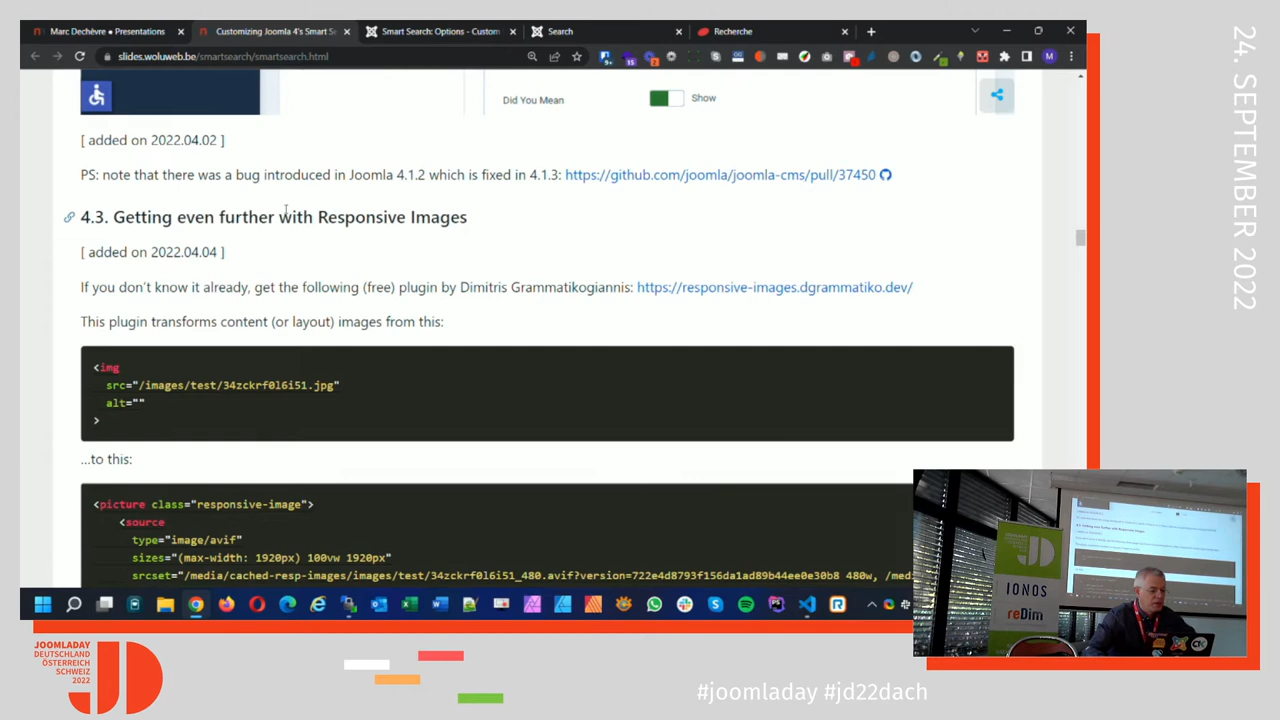 Marc Dechèvre • Presentations
Customizing Joomla 4's Smart S
Smart Search: Options - Custom
Search
Recherche
slides.woluweb.be/smartsearch/smartsearch.html
Did You Mean
Show
[ added on 2022.04.02 ]
PS: note that there was a bug introduced in Joomla 4.1.2 which is fixed in 4.1.3: https://github.com/joomla/joomla-cms/pull/37450
4.3. Getting even further with Responsive Images
[ added on 2022.04.04 ]
If you don't know it already, get the following (free) plugin by Dimitris Grammatikogiannis: https://responsive-images.dgrammatiko.dev/
This plugin transforms content (or layout) images from this:
<img
src="/images/test/34zckrf0l6i51.jpg"
alt=""
>
...to this:
<picture class="responsive-image">
<source
type="image/avif"
sizes="(max-width: 1920px) 100vw 1920px"
srcset="/media/cached-resp-images/images/test/34zckrf0l6i51_480.avif?version=722e4d8793f156da1ad89b44ee0e30b8 480w, /med
24. SEPTEMBER 2022
IONOS
reDim
JOOMLADAY
DEUTSCHLAND
ÖSTERREICH
SCHWEIZ
2022
#joomladay #jd22dach